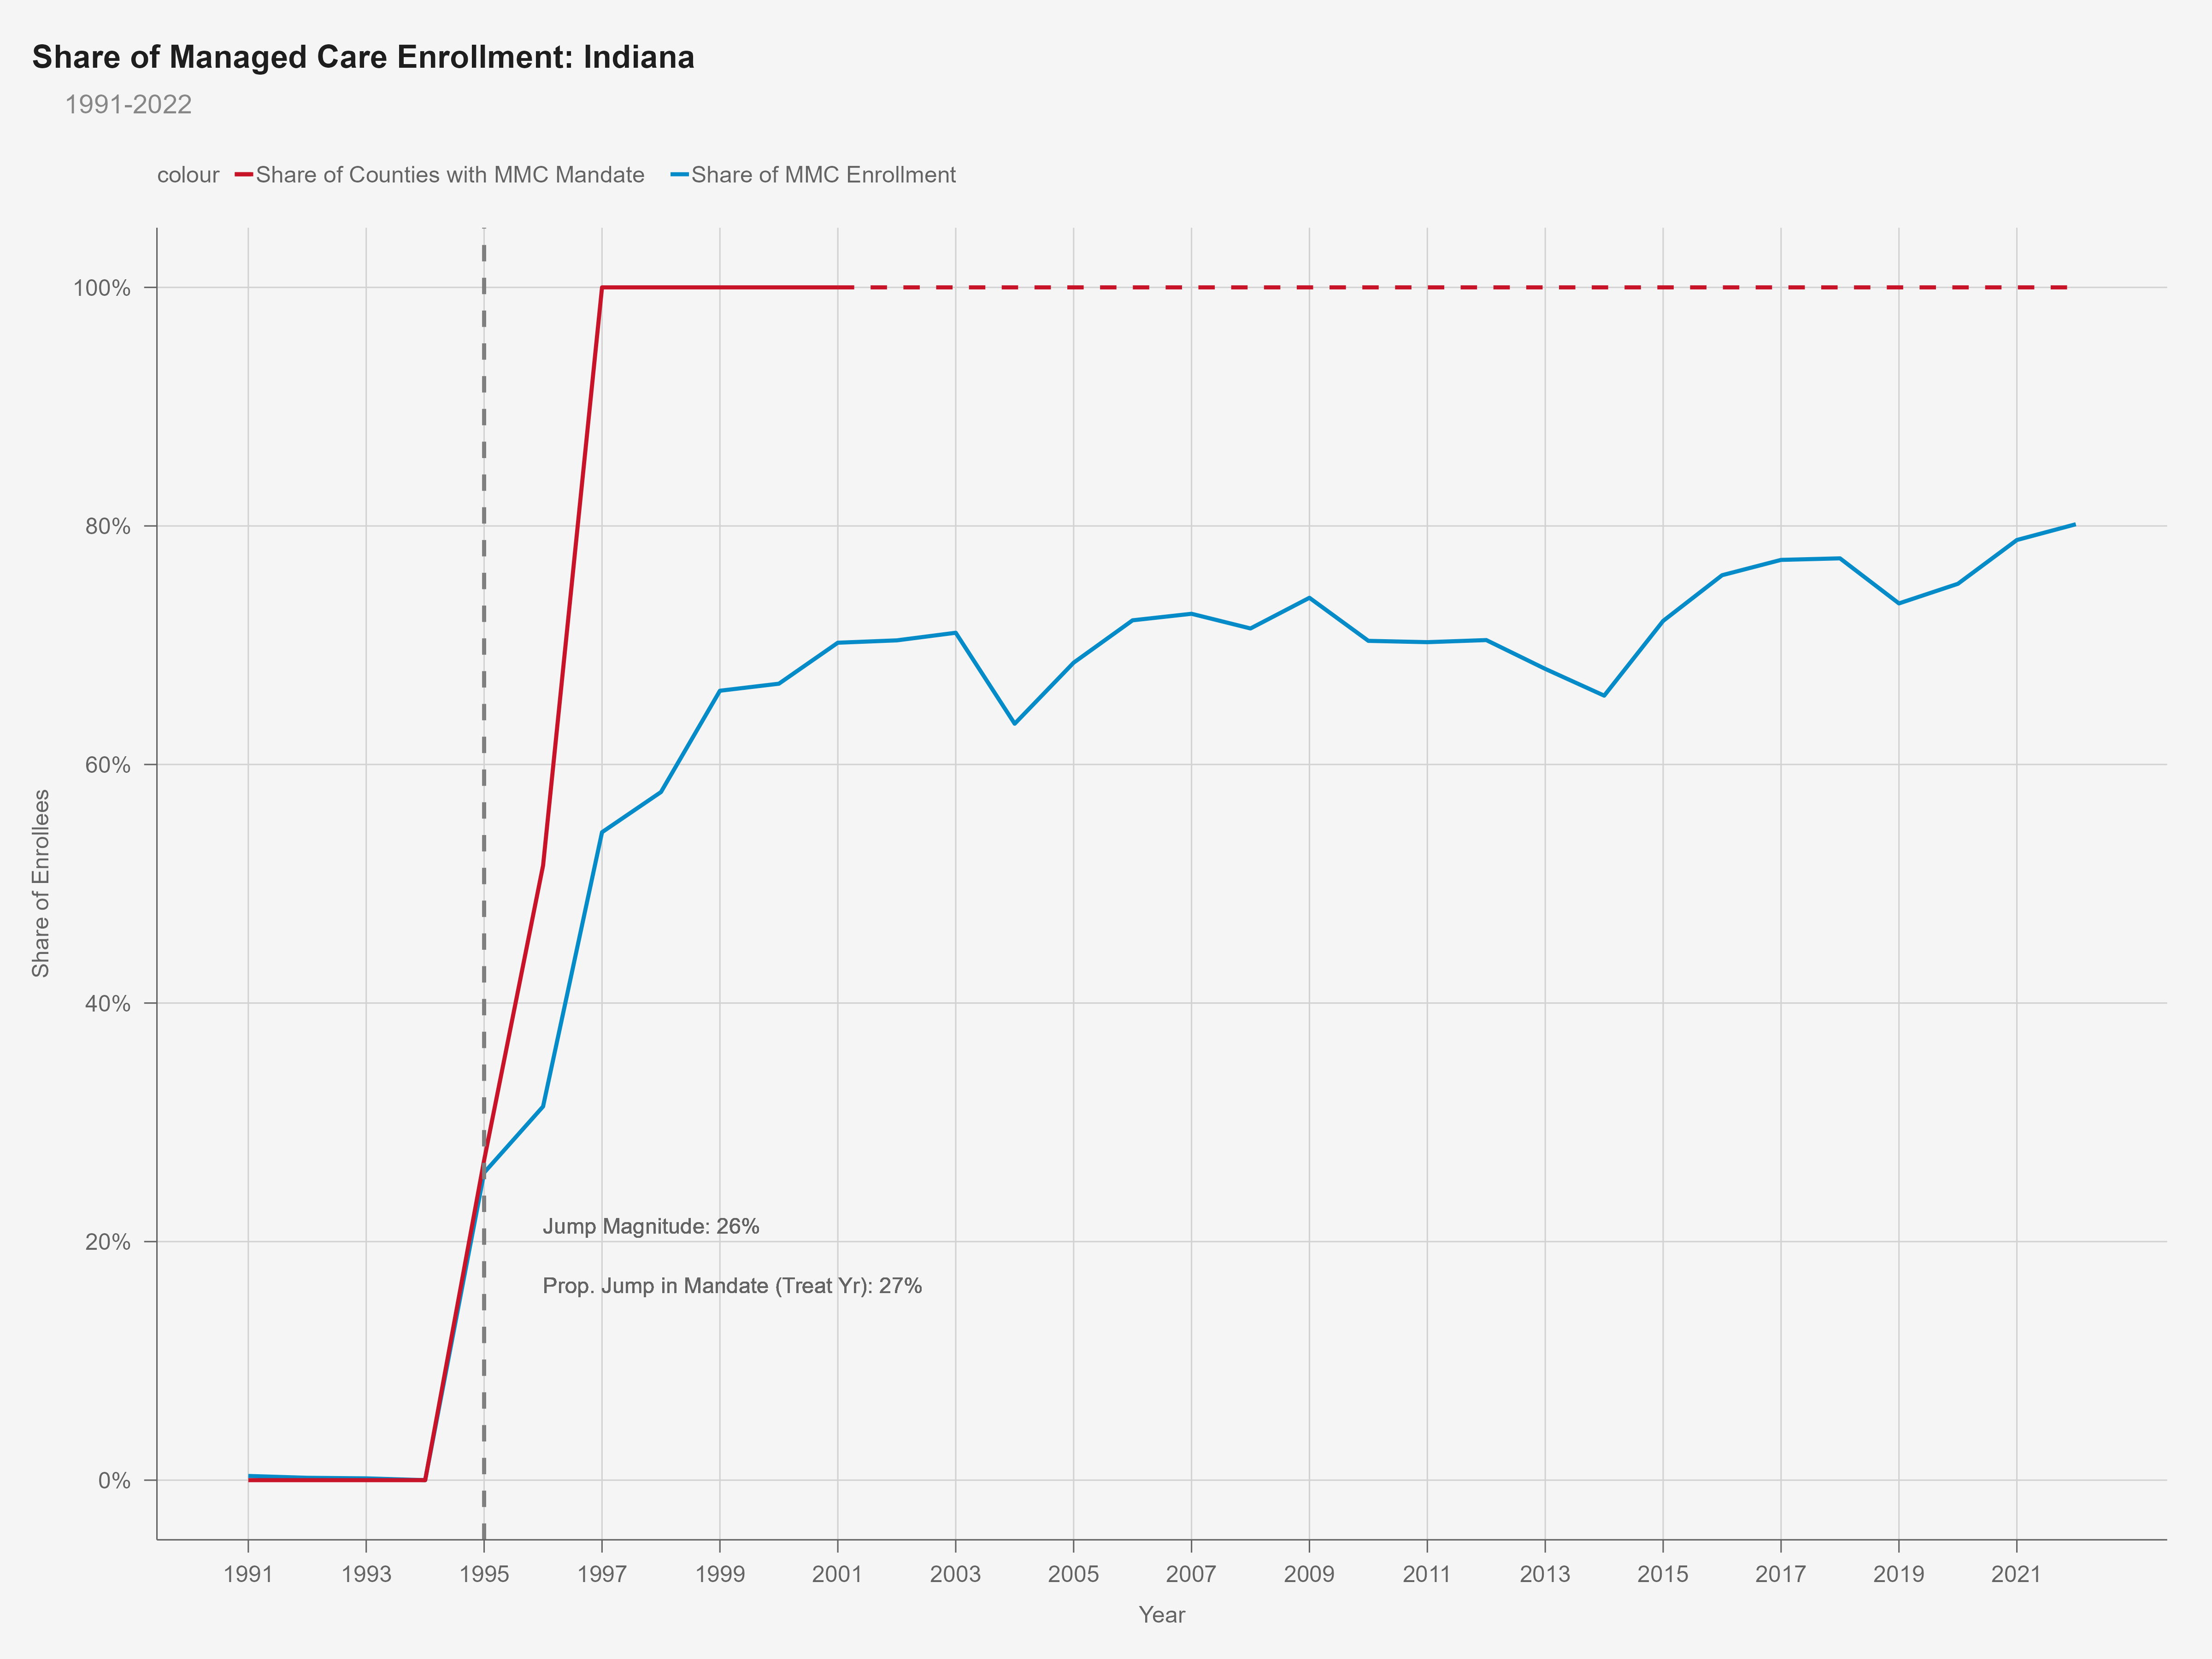 Share of Managed Care Enrollment: Indiana
1991-2022
colour Share of Counties with MMC Mandate Share of MMC Enrollment
100%
80%
60%
40%
20%
0%
Share of Enrollees
Jump Magnitude: 26%
Prop. Jump in Mandate (Treat Yr): 27%
1991 1993 1995 1997 1999 2001 2003 2005 2007 2009 2011 2013 2015 2017 2019 2021
Year